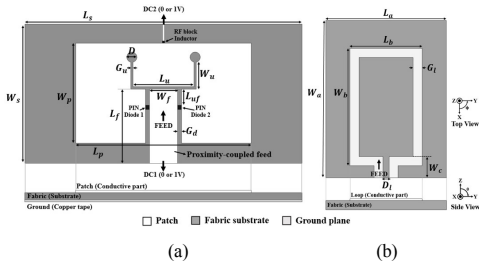 Ls
DC2 (0 or 1V)
RF block
Inductor
D
Gu
Lu
Wu
Wf
Ws
Wp
Lf
Luf
PIN
Diode 1
PIN
Diode 2
FEED
Gd
Lp
Proximity-coupled feed
DC1 (0 or 1V)
Patch (Conductive part)
Fabric (Substrate)
Ground (Copper tape)
La
Lb
Gl
Wa
Wb
Wc
FEED
Dl
Loop (Conductive part)
Fabric (Substrate)
Z
Y
X
ϕ
Top View
X
Y
Z
Side View
Patch
Fabric substrate
Ground plane
(a)
(b)